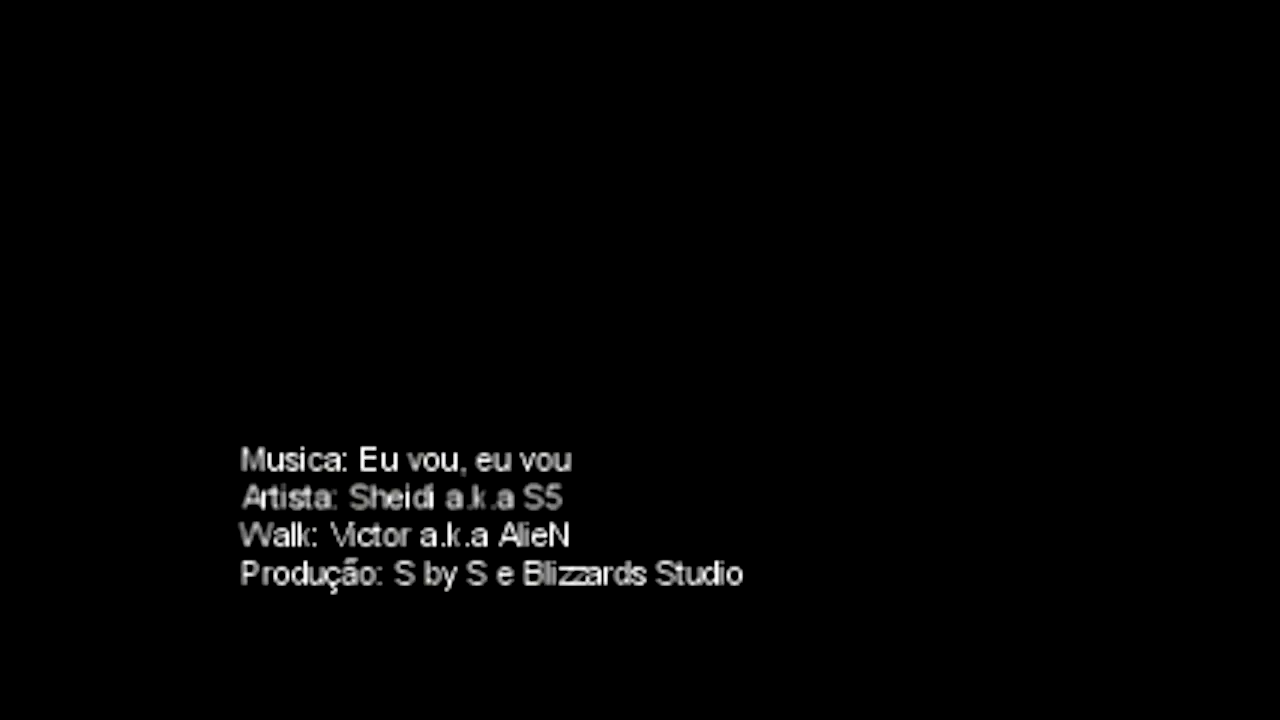 Musica: Eu vou, eu vou
Artista: Sheidi a.k.a S5
Walk: Victor a.k.a AlieN
Produção: S by S e Blizzards Studio